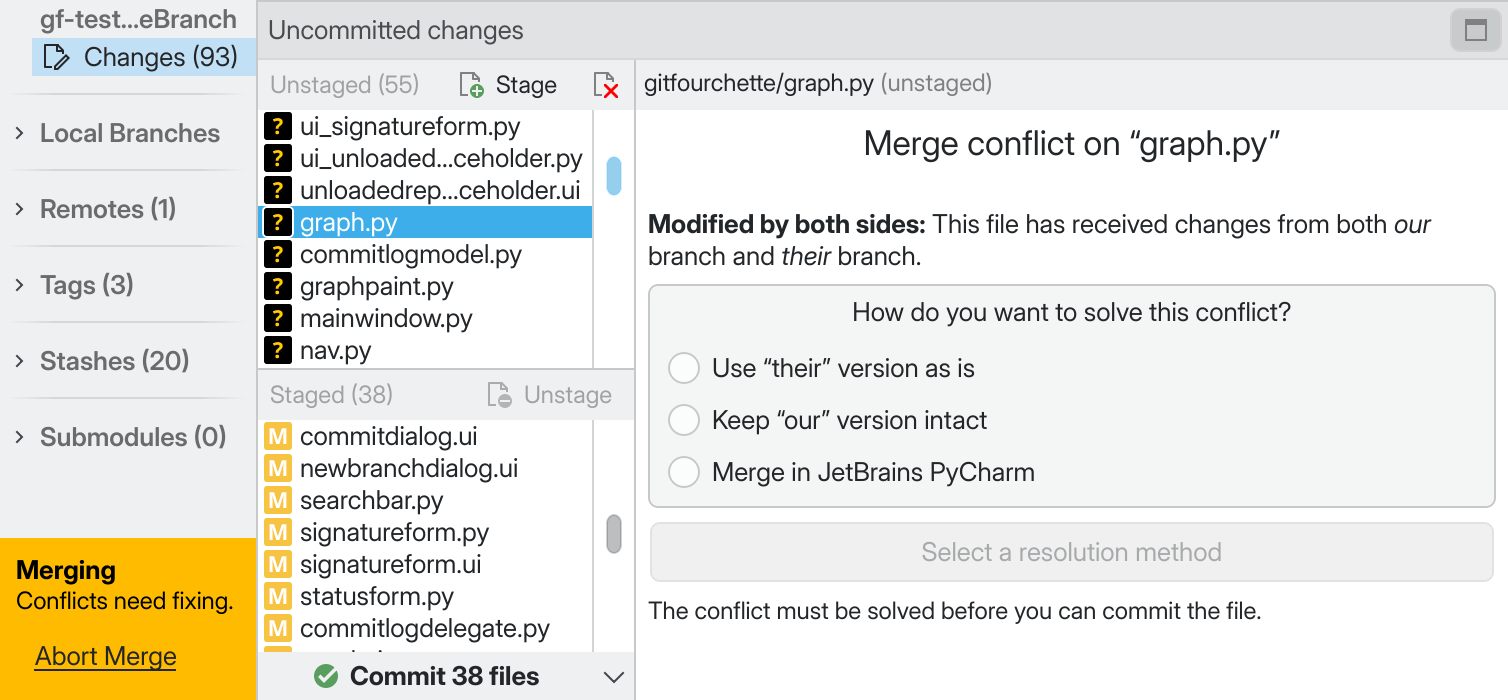 gf-test...eBranch
Changes (93)
Local Branches
Remotes (1)
Tags (3)
Stashes (20)
Submodules (0)
Merging
Conflicts need fixing.
Abort Merge
Uncommitted changes
Unstaged (55) Stage
? ui_signatureform.py
? ui_unloaded...ceholder.py
? unloadedrep...ceholder.ui
? graph.py
? commitlogmodel.py
? graphpaint.py
? mainwindow.py
? nav.py
Staged (38) Unstage
M commitdialog.ui
M newbranchdialog.ui
M searchbar.py
M signatureform.py
M signatureform.ui
M statusform.py
M commitlogdelegate.py
Commit 38 files
gitfourchette/graph.py (unstaged)
Merge conflict on “graph.py”
Modified by both sides: This file has received changes from both our
branch and their branch.
How do you want to solve this conflict?
Use “their” version as is
Keep “our” version intact
Merge in JetBrains PyCharm
Select a resolution method
The conflict must be solved before you can commit the file.